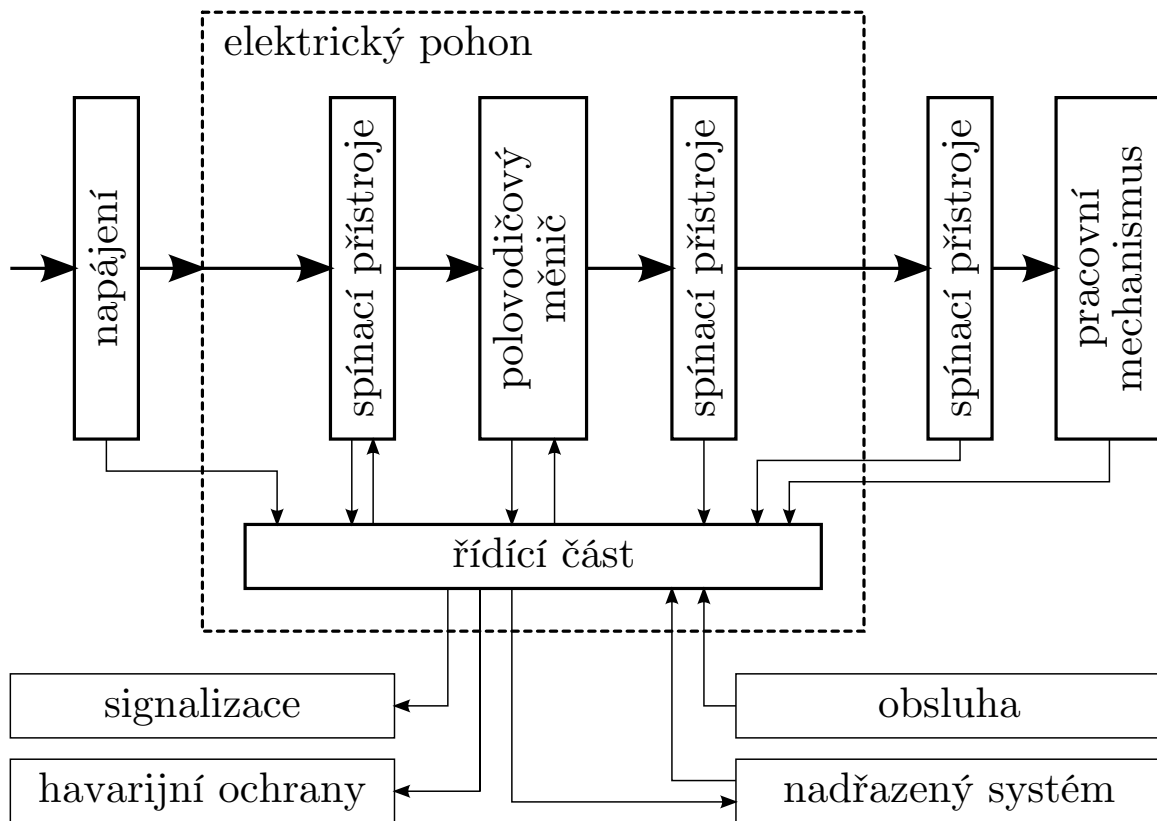 elektrický pohon
napájení
spínací přístroje
polovodičový
měnič
spínací přístroje
spínací přístroje
pracovní
mechanismus
řídící část
signalizace
obsluha
havarijní ochrany
nadřazený systém